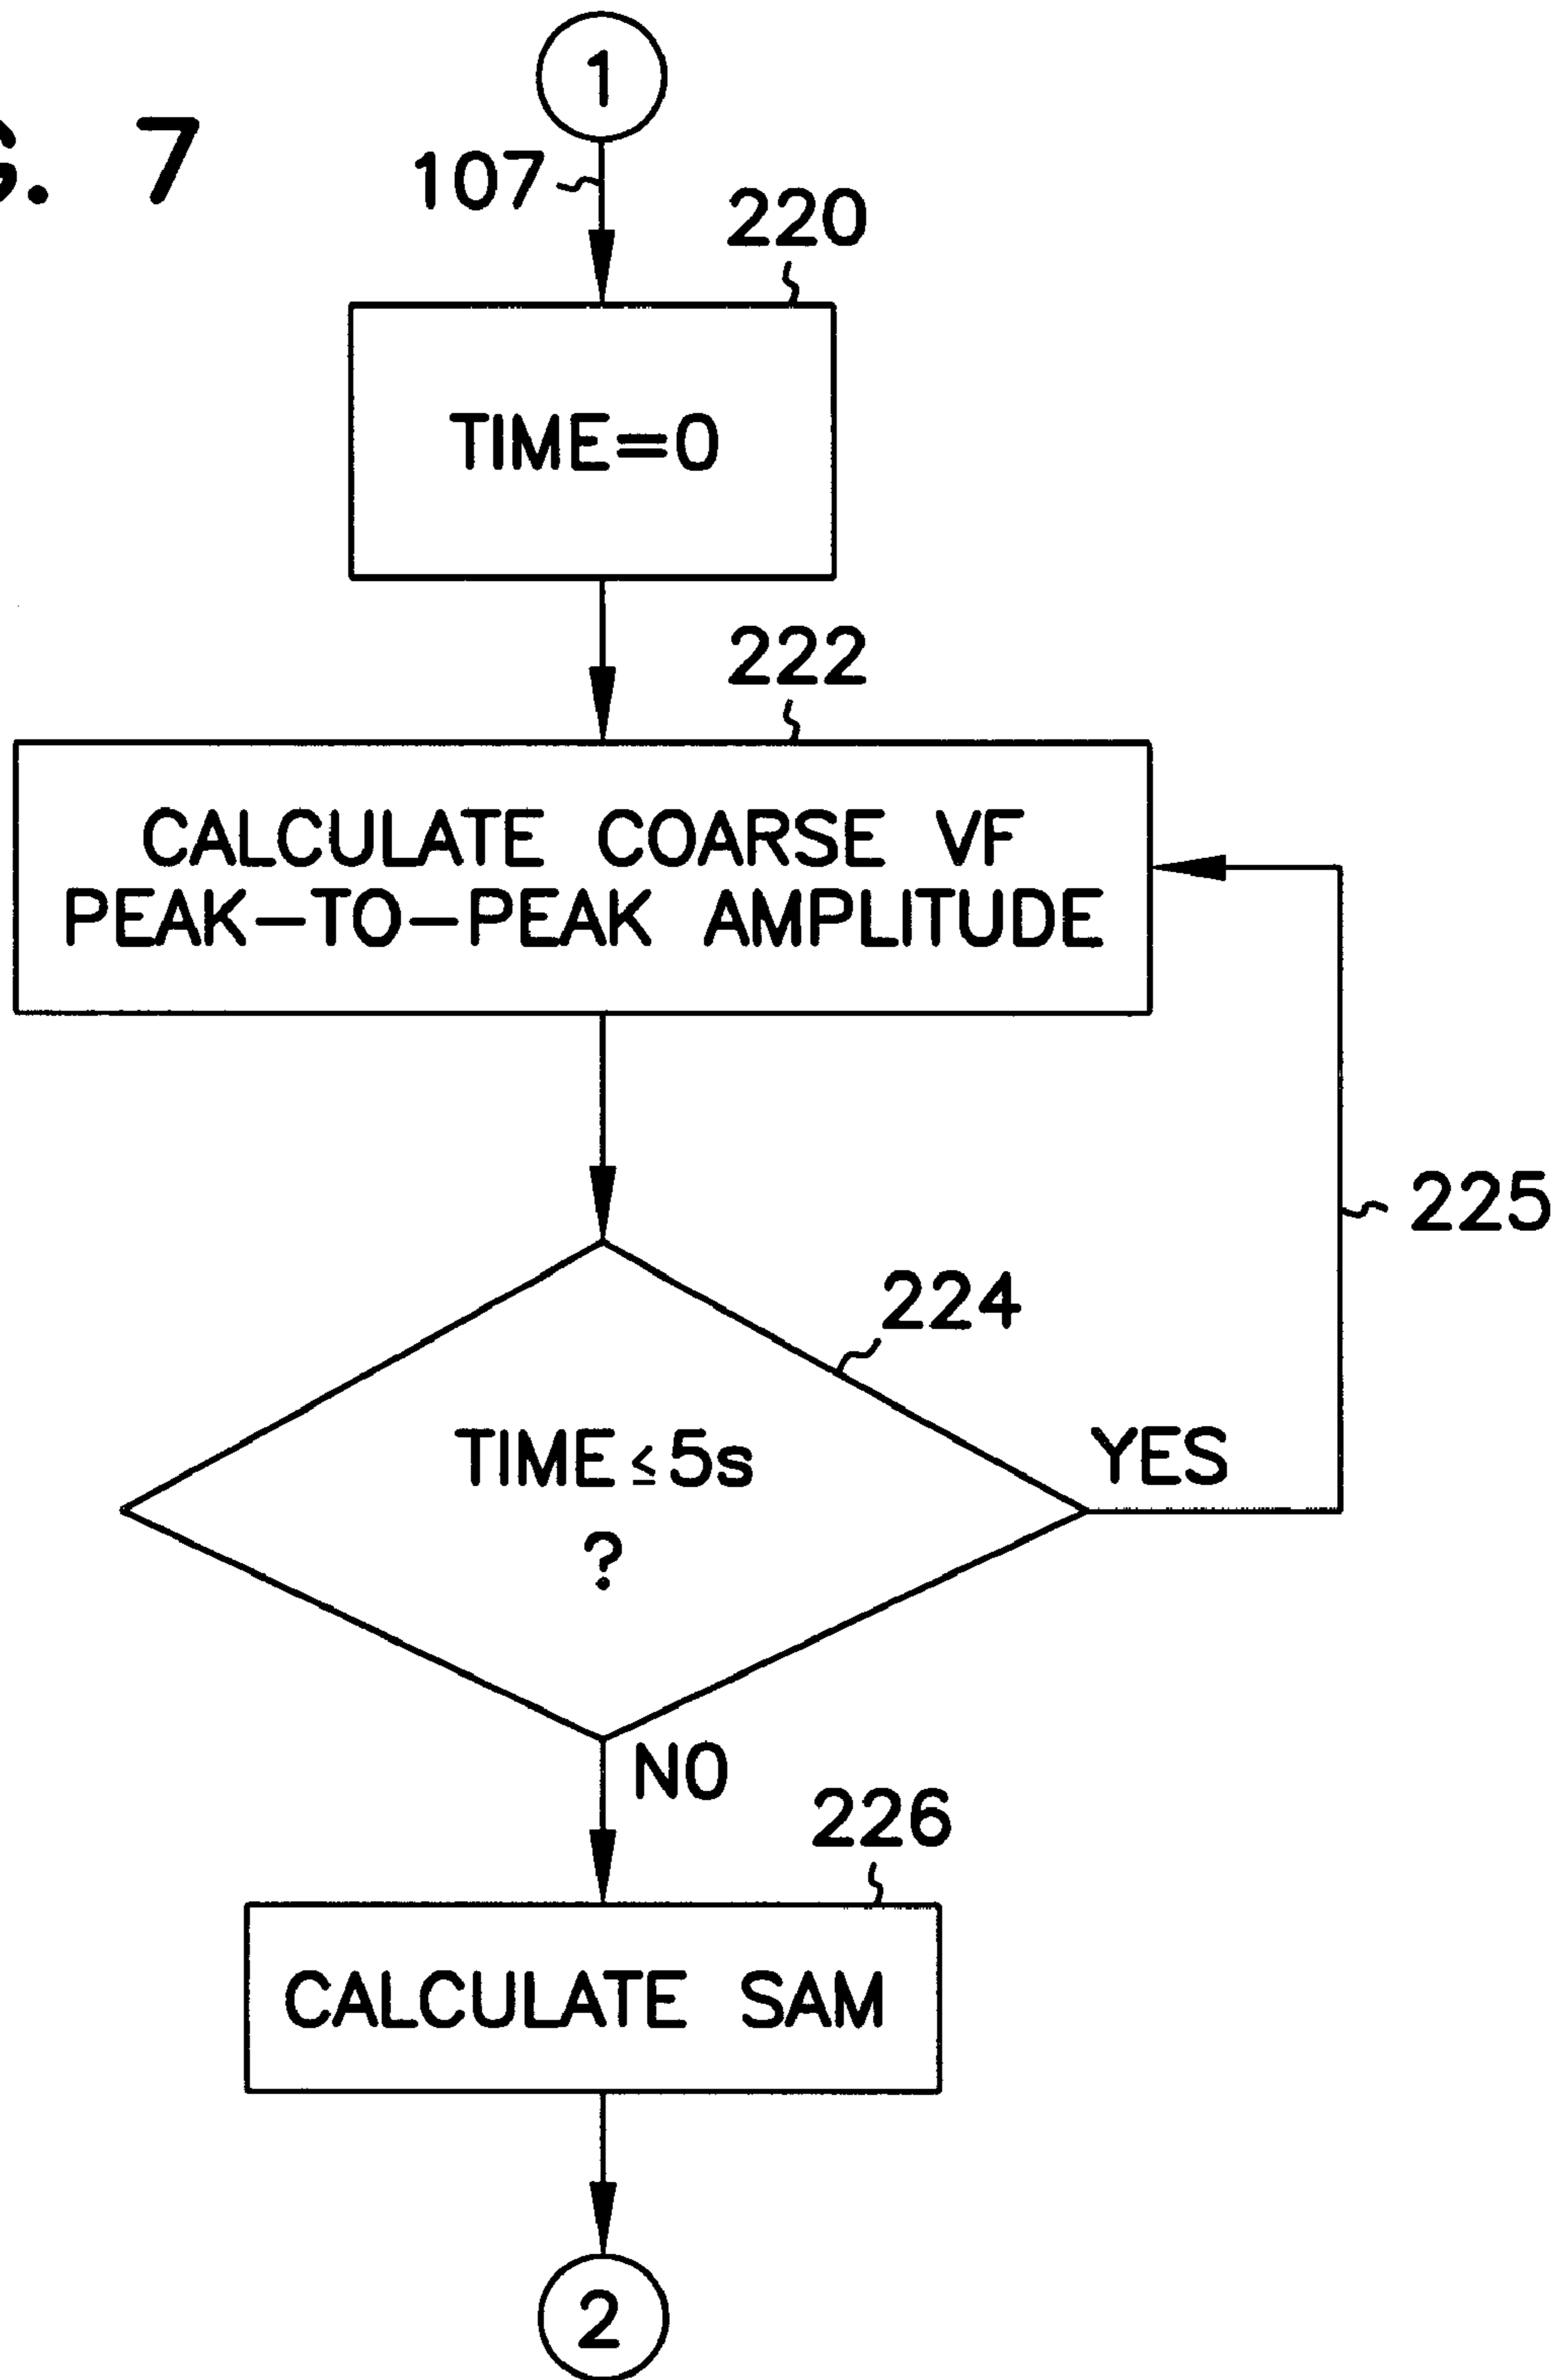 G. 7
1
107
220
TIME=0
222
CALCULATE COARSE VF
PEAK-TO-PEAK AMPLITUDE
225
224
TIME≤5s
?
YES
NO
226
CALCULATE SAM
2